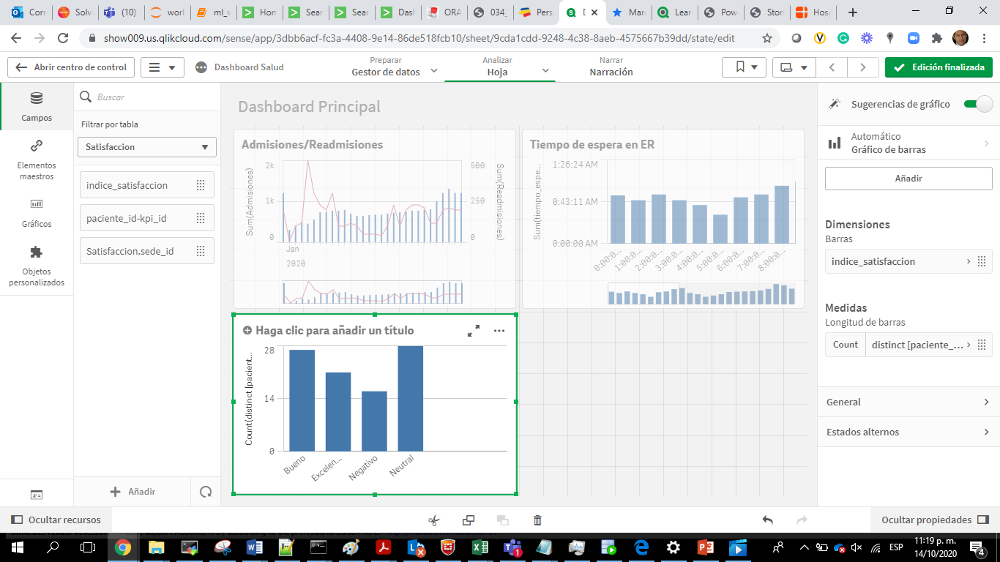 Corr
Solv
(10)
work
ml_v
Hom
Sear
Sear
Dash
ORA
034_
Pers
D
Mar
Lear
Pow
Stor
Hosp
show009.us.qlikcloud.com/sense/app/3dbb6acf-fc3a-4408-9e14-86de518fcb10/sheet/9cda1cdd-9248-4c38-8aeb-4575667b39dd/state/edit
Abrir centro de control
Dashboard Salud
Preparar
Gestor de datos
Analizar
Hoja
Narrar
Narración
Edición finalizada
Campos
Elementos
maestros
Gráficos
Objetos
personalizados
Buscar
Filtrar por tabla
Satisfaccion
indice_satisfaccion
paciente_id-kpi_id
Satisfaccion.sede_id
Añadir
Dashboard Principal
Admisiones/Readmisiones
Sum(Admisiones)
2k
1k
0
500
250
0
Sum(Readmisiones)
Jan
2020
Tiempo de espera en ER
Sum(tiempo_espe...
1:26:24 AM
0:43:11 AM
0:00:00 AM
0:00:0...
1:00:0...
2:00:0...
3:00:0...
4:00:0...
5:00:0...
6:00:0...
7:00:0...
8:00:0...
Haga clic para añadir un título
Count(distinct [pacient...
28
14
0
Bueno
Excelen...
Negativo
Neutral
Sugerencias de gráfico
Automático
Gráfico de barras
Añadir
Dimensiones
Barras
indice_satisfaccion
Medidas
Longitud de barras
Count
distinct [paciente_...
General
Estados alternos
Ocultar recursos
Ocultar propiedades
ESP
11:19 p. m.
14/10/2020
4
1